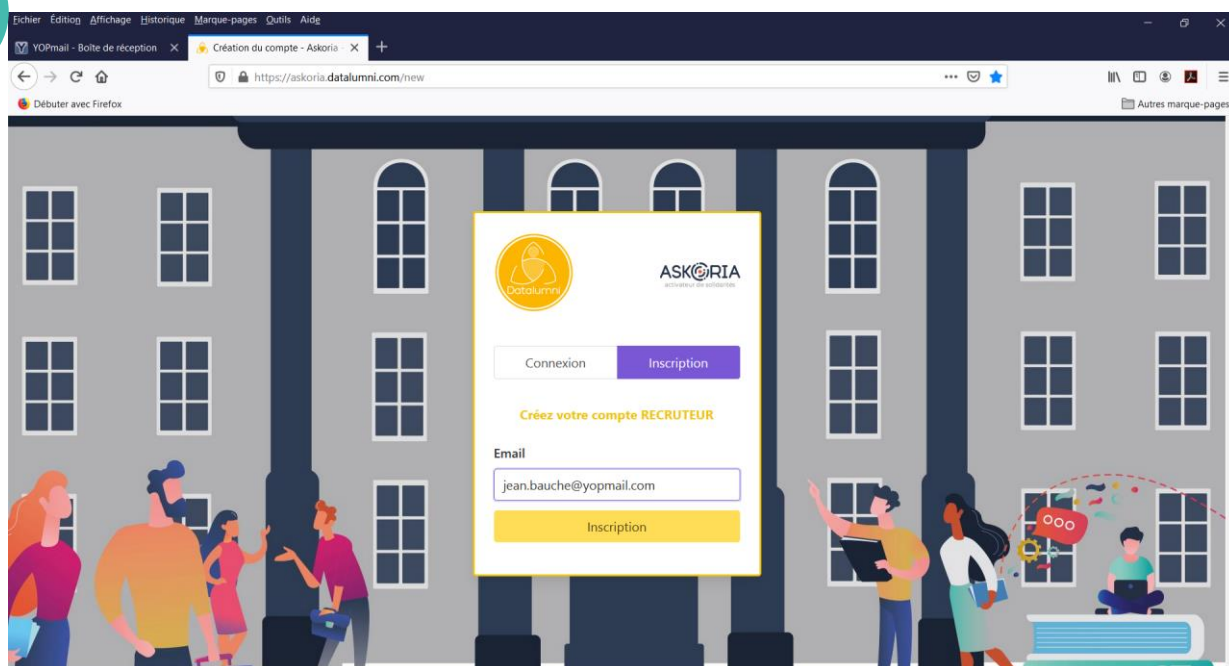 Fichier Édition Affichage Historique Marque-pages Outils Aide
YOPmail - Boîte de réception
Création du compte - Askoria
https://askoria.datalumni.com/new
Débuter avec Firefox
Autres marque-pages
Datalumni
ASKORIA
activateur de solidarités
Connexion
Inscription
Créez votre compte RECRUTEUR
Email
jean.bauche@yopmail.com
Inscription